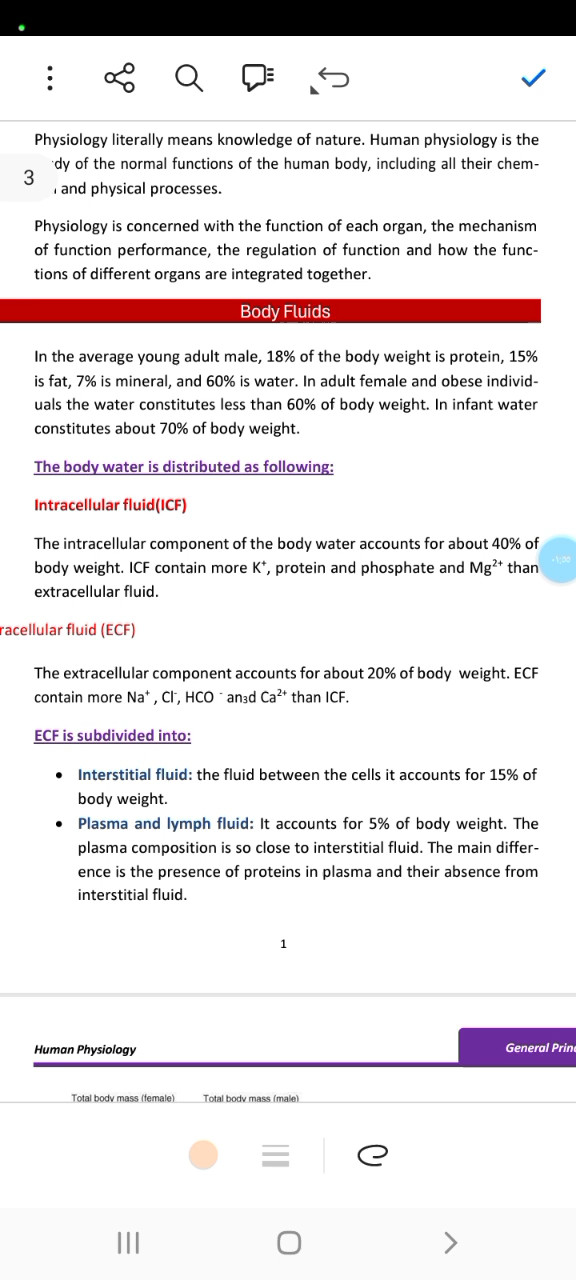 Physiology literally means knowledge of nature. Human physiology is the
dy of the normal functions of the human body, including all their chem-
3
and physical processes.
Physiology is concerned with the function of each organ, the mechanism
of function performance, the regulation of function and how the func-
tions of different organs are integrated together.
Body Fluids
In the average young adult male, 18% of the body weight is protein, 15%
is fat, 7% is mineral, and 60% is water. In adult female and obese individ-
uals the water constitutes less than 60% of body weight. In infant water
constitutes about 70% of body weight.
The body water is distributed as following:
Intracellular fluid(ICF)
The intracellular component of the body water accounts for about 40% of
body weight. ICF contain more K⁺, protein and phosphate and Mg²⁺ than
extracellular fluid.
racellular fluid (ECF)
The extracellular component accounts for about 20% of body weight. ECF
contain more Na⁺ , Cl⁻, HCO ⁻ an₃d Ca²⁺ than ICF.
ECF is subdivided into:
• Interstitial fluid: the fluid between the cells it accounts for 15% of
body weight.
• Plasma and lymph fluid: It accounts for 5% of body weight. The
plasma composition is so close to interstitial fluid. The main differ-
ence is the presence of proteins in plasma and their absence from
interstitial fluid.
1
Human Physiology
General Prin
Total body mass (female) Total body mass (male)